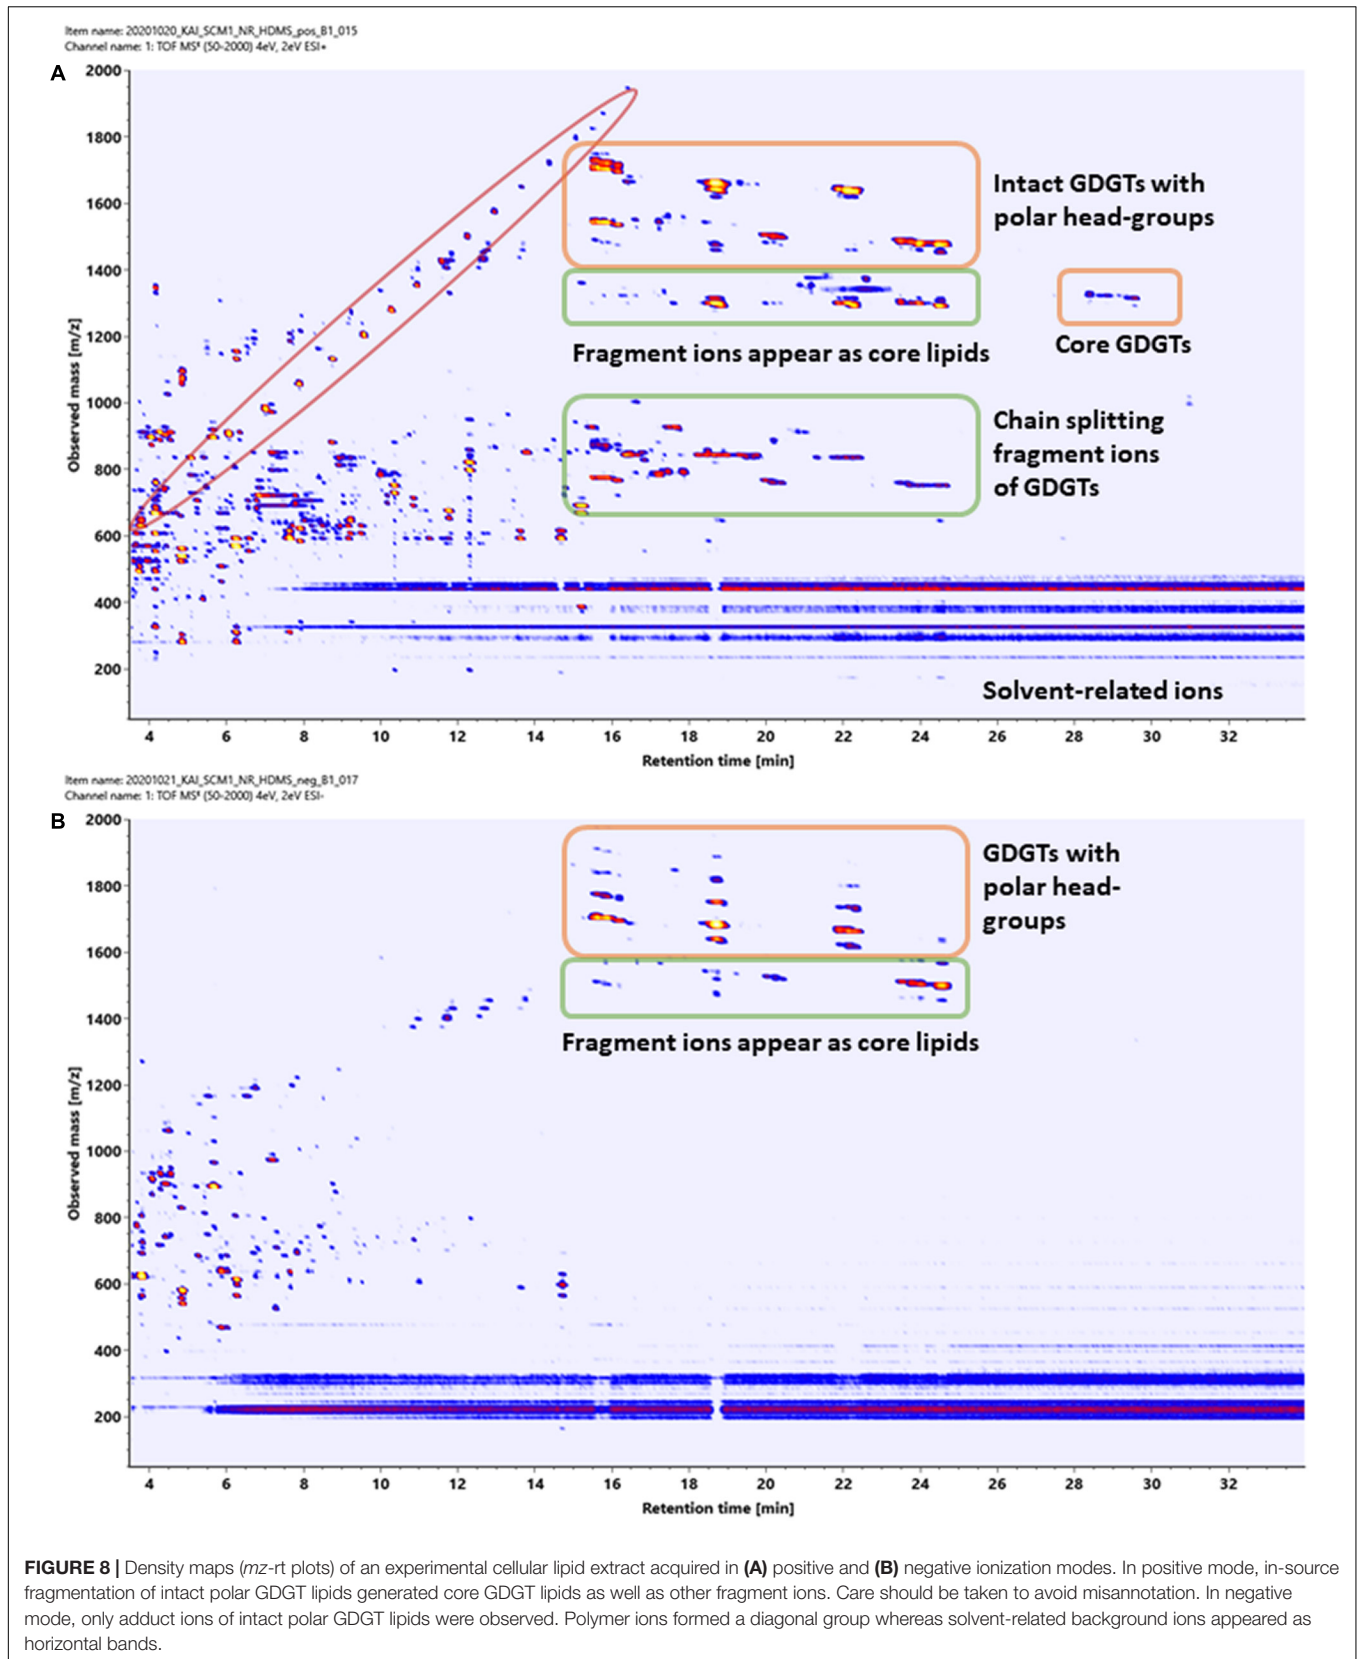 Item name: 20201020_KAI_SCM1_NR_HDMS_pos_B1_015
Channel name: 1: TOF MSᴱ (50-2000) 4eV, 2eV ESI+
A
2000
1800
1600
1400
1200
1000
800
600
400
200
Observed mass [m/z]
Intact GDGTs with
polar head-groups
Fragment ions appear as core lipids
Core GDGTs
Chain splitting
fragment ions
of GDGTs
Solvent-related ions
4 6 8 10 12 14 16 18 20 22 24 26 28 30 32
Retention time [min]
Item name: 20201021_KAI_SCM1_NR_HDMS_neg_B1_017
Channel name: 1: TOF MSᴱ (50-2000) 4eV, 2eV ESI-
B
2000
1800
1600
1400
1200
1000
800
600
400
200
Observed mass [m/z]
GDGTs with
polar head-
groups
Fragment ions appear as core lipids
4 6 8 10 12 14 16 18 20 22 24 26 28 30 32
Retention time [min]
FIGURE 8 | Density maps (mz-rt plots) of an experimental cellular lipid extract acquired in (A) positive and (B) negative ionization modes. In positive mode, in-source
fragmentation of intact polar GDGT lipids generated core GDGT lipids as well as other fragment ions. Care should be taken to avoid misannotation. In negative
mode, only adduct ions of intact polar GDGT lipids were observed. Polymer ions formed a diagonal group whereas solvent-related background ions appeared as
horizontal bands.